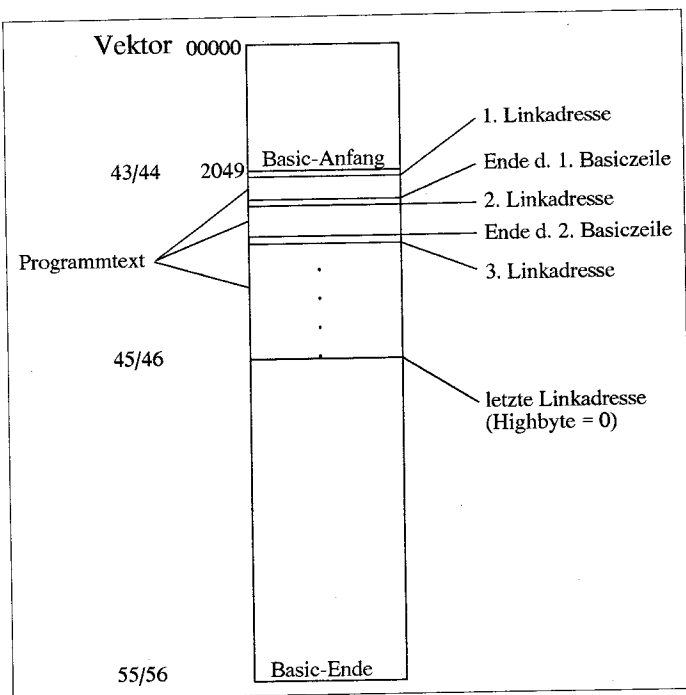 Vektor 00000
1. Linkadresse
Basic-Anfang
43/44 2049
Ende d. 1. Basiczeile
2. Linkadresse
Ende d. 2. Basiczeile
Programmtext
3. Linkadresse
45/46
letzte Linkadresse
(Highbyte = 0)
55/56 Basic-Ende